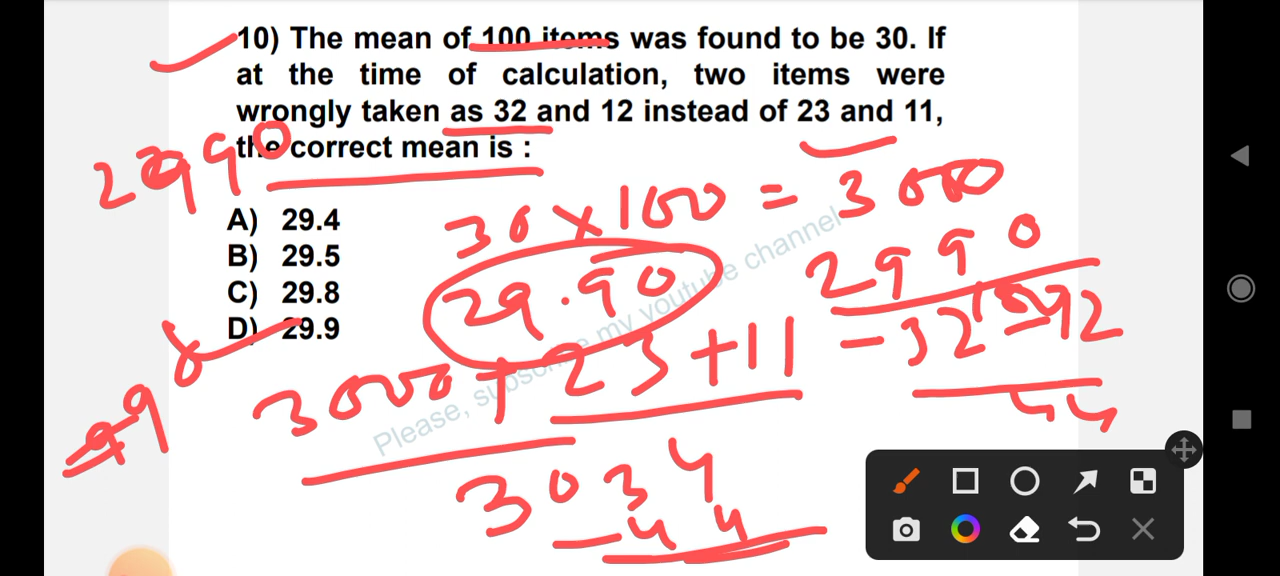 10) The mean of 100 items was found to be 30. If
at the time of calculation, two items were
wrongly taken as 32 and 12 instead of 23 and 11,
the correct mean is :
2990
A) 29.4
B) 29.5
C) 29.8
D) 29.9
30 × 100 = 3000
2990
29.90
3000 + 23 + 11 - 32
44
3034
- 44
Please, subscribe my youtube channel